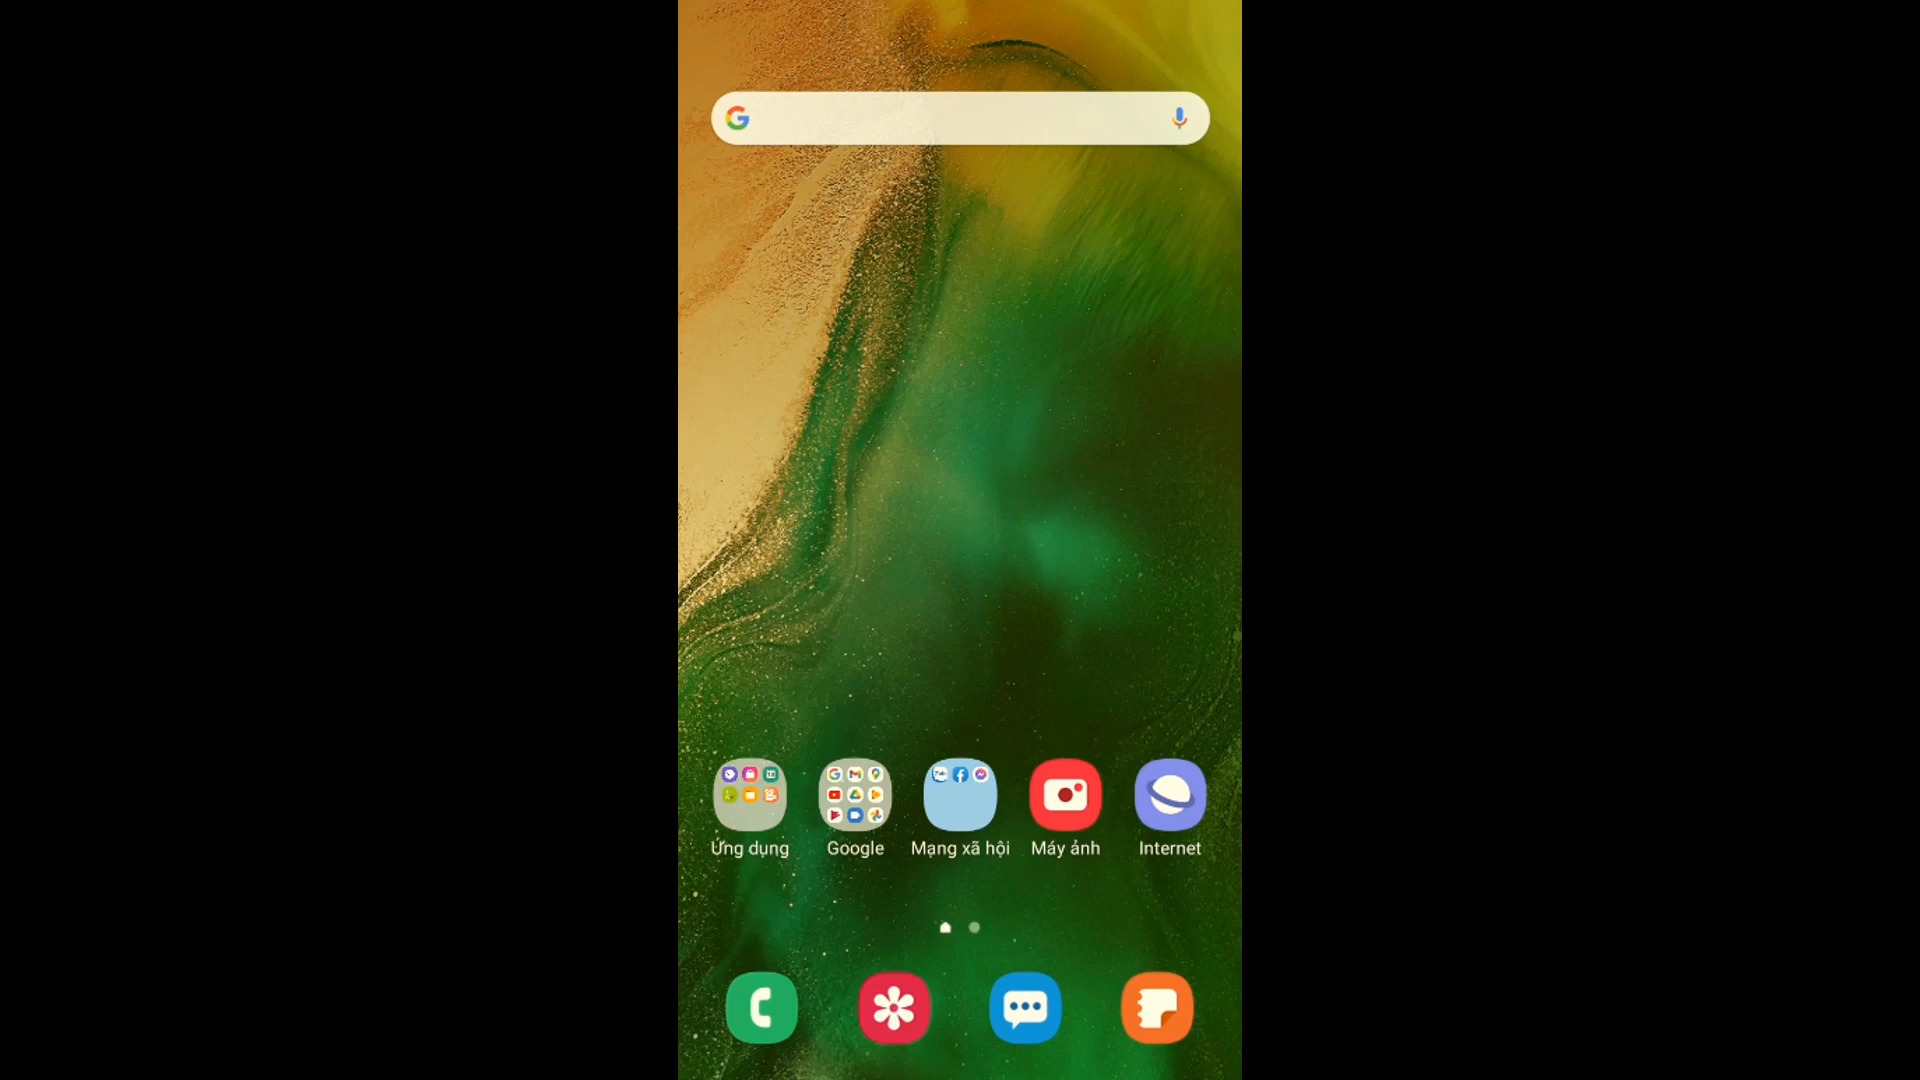 Ứng dụng
Google
Mạng xã hội
Máy ảnh
Internet